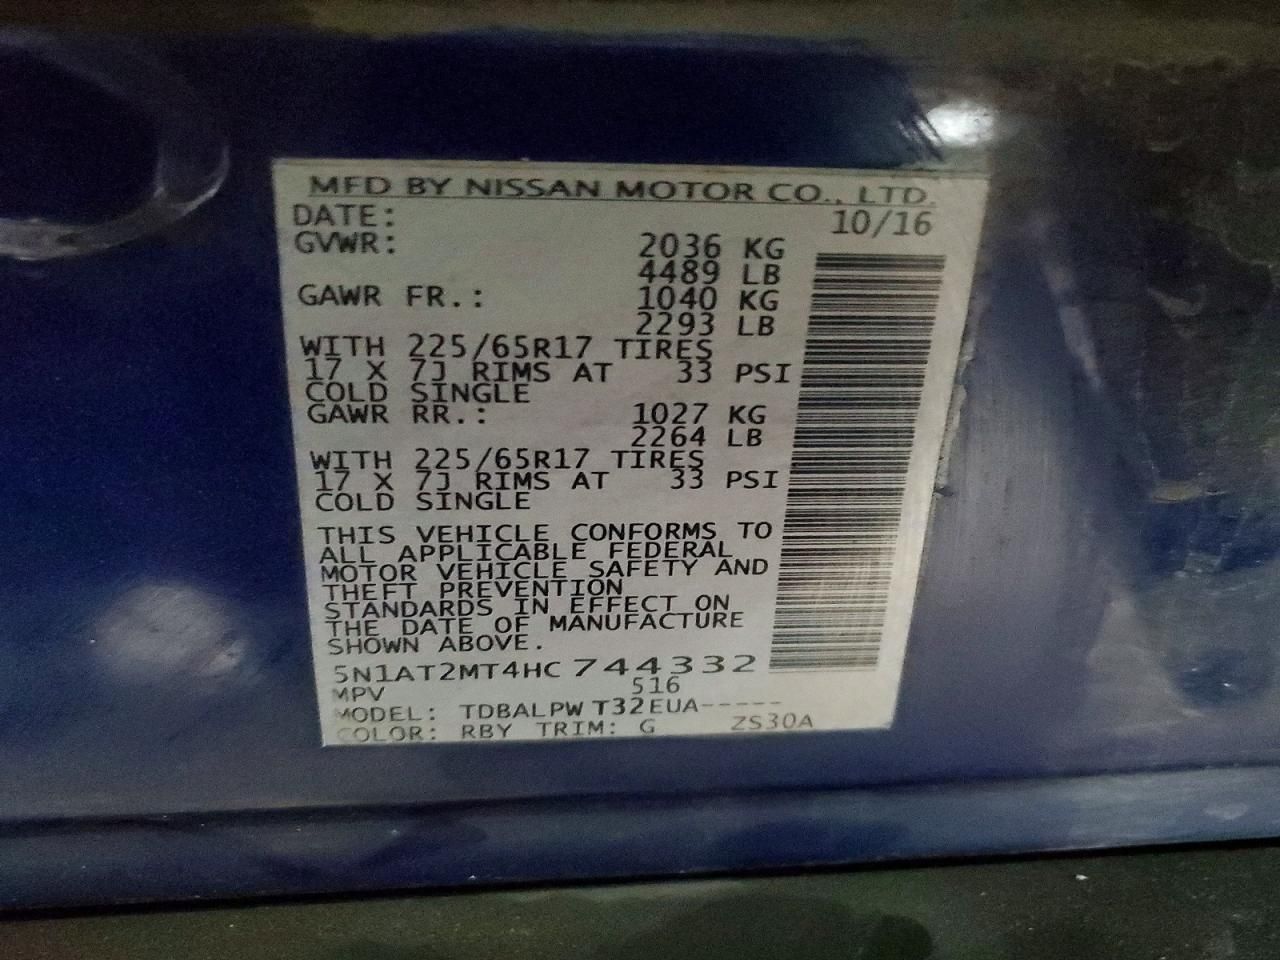 MFD BY NISSAN MOTOR CO., LTD.
DATE: 10/16
GVWR: 2036 KG
4489 LB
GAWR FR.: 1040 KG
2293 LB
WITH 225/65R17 TIRES
17 X 7J RIMS AT 33 PSI
COLD SINGLE
GAWR RR.: 1027 KG
2264 LB
WITH 225/65R17 TIRES
17 X 7J RIMS AT 33 PSI
COLD SINGLE
THIS VEHICLE CONFORMS TO
ALL APPLICABLE FEDERAL
MOTOR VEHICLE SAFETY AND
THEFT PREVENTION
STANDARDS IN EFFECT ON
THE DATE OF MANUFACTURE
SHOWN ABOVE.
5N1AT2MT4HC744332
MPV 516
MODEL: TDBALPWT32EUA-----
COLOR: RBY TRIM: G ZS30A